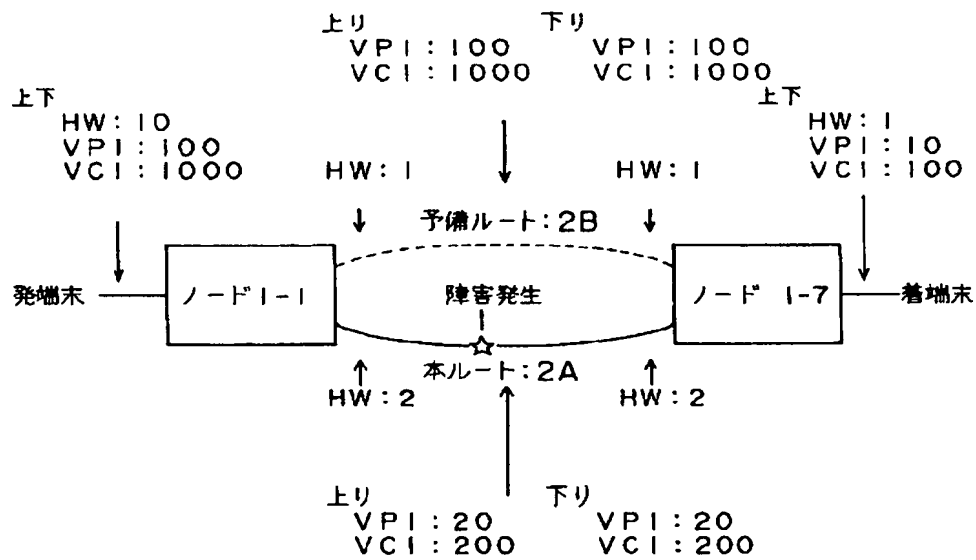 上り
VPI:100
VCI:1000
下り
VPI:100
VCI:1000
上下
HW:10
VPI:100
VCI:1000
上下
HW:1
VPI:10
VCI:100
HW:1
HW:1
予備ルート:2B
発端末
ノード1-1
障害発生
ノード 1-7
着端末
本ルート:2A
HW:2
HW:2
上り
VPI:20
VCI:200
下り
VPI:20
VCI:200